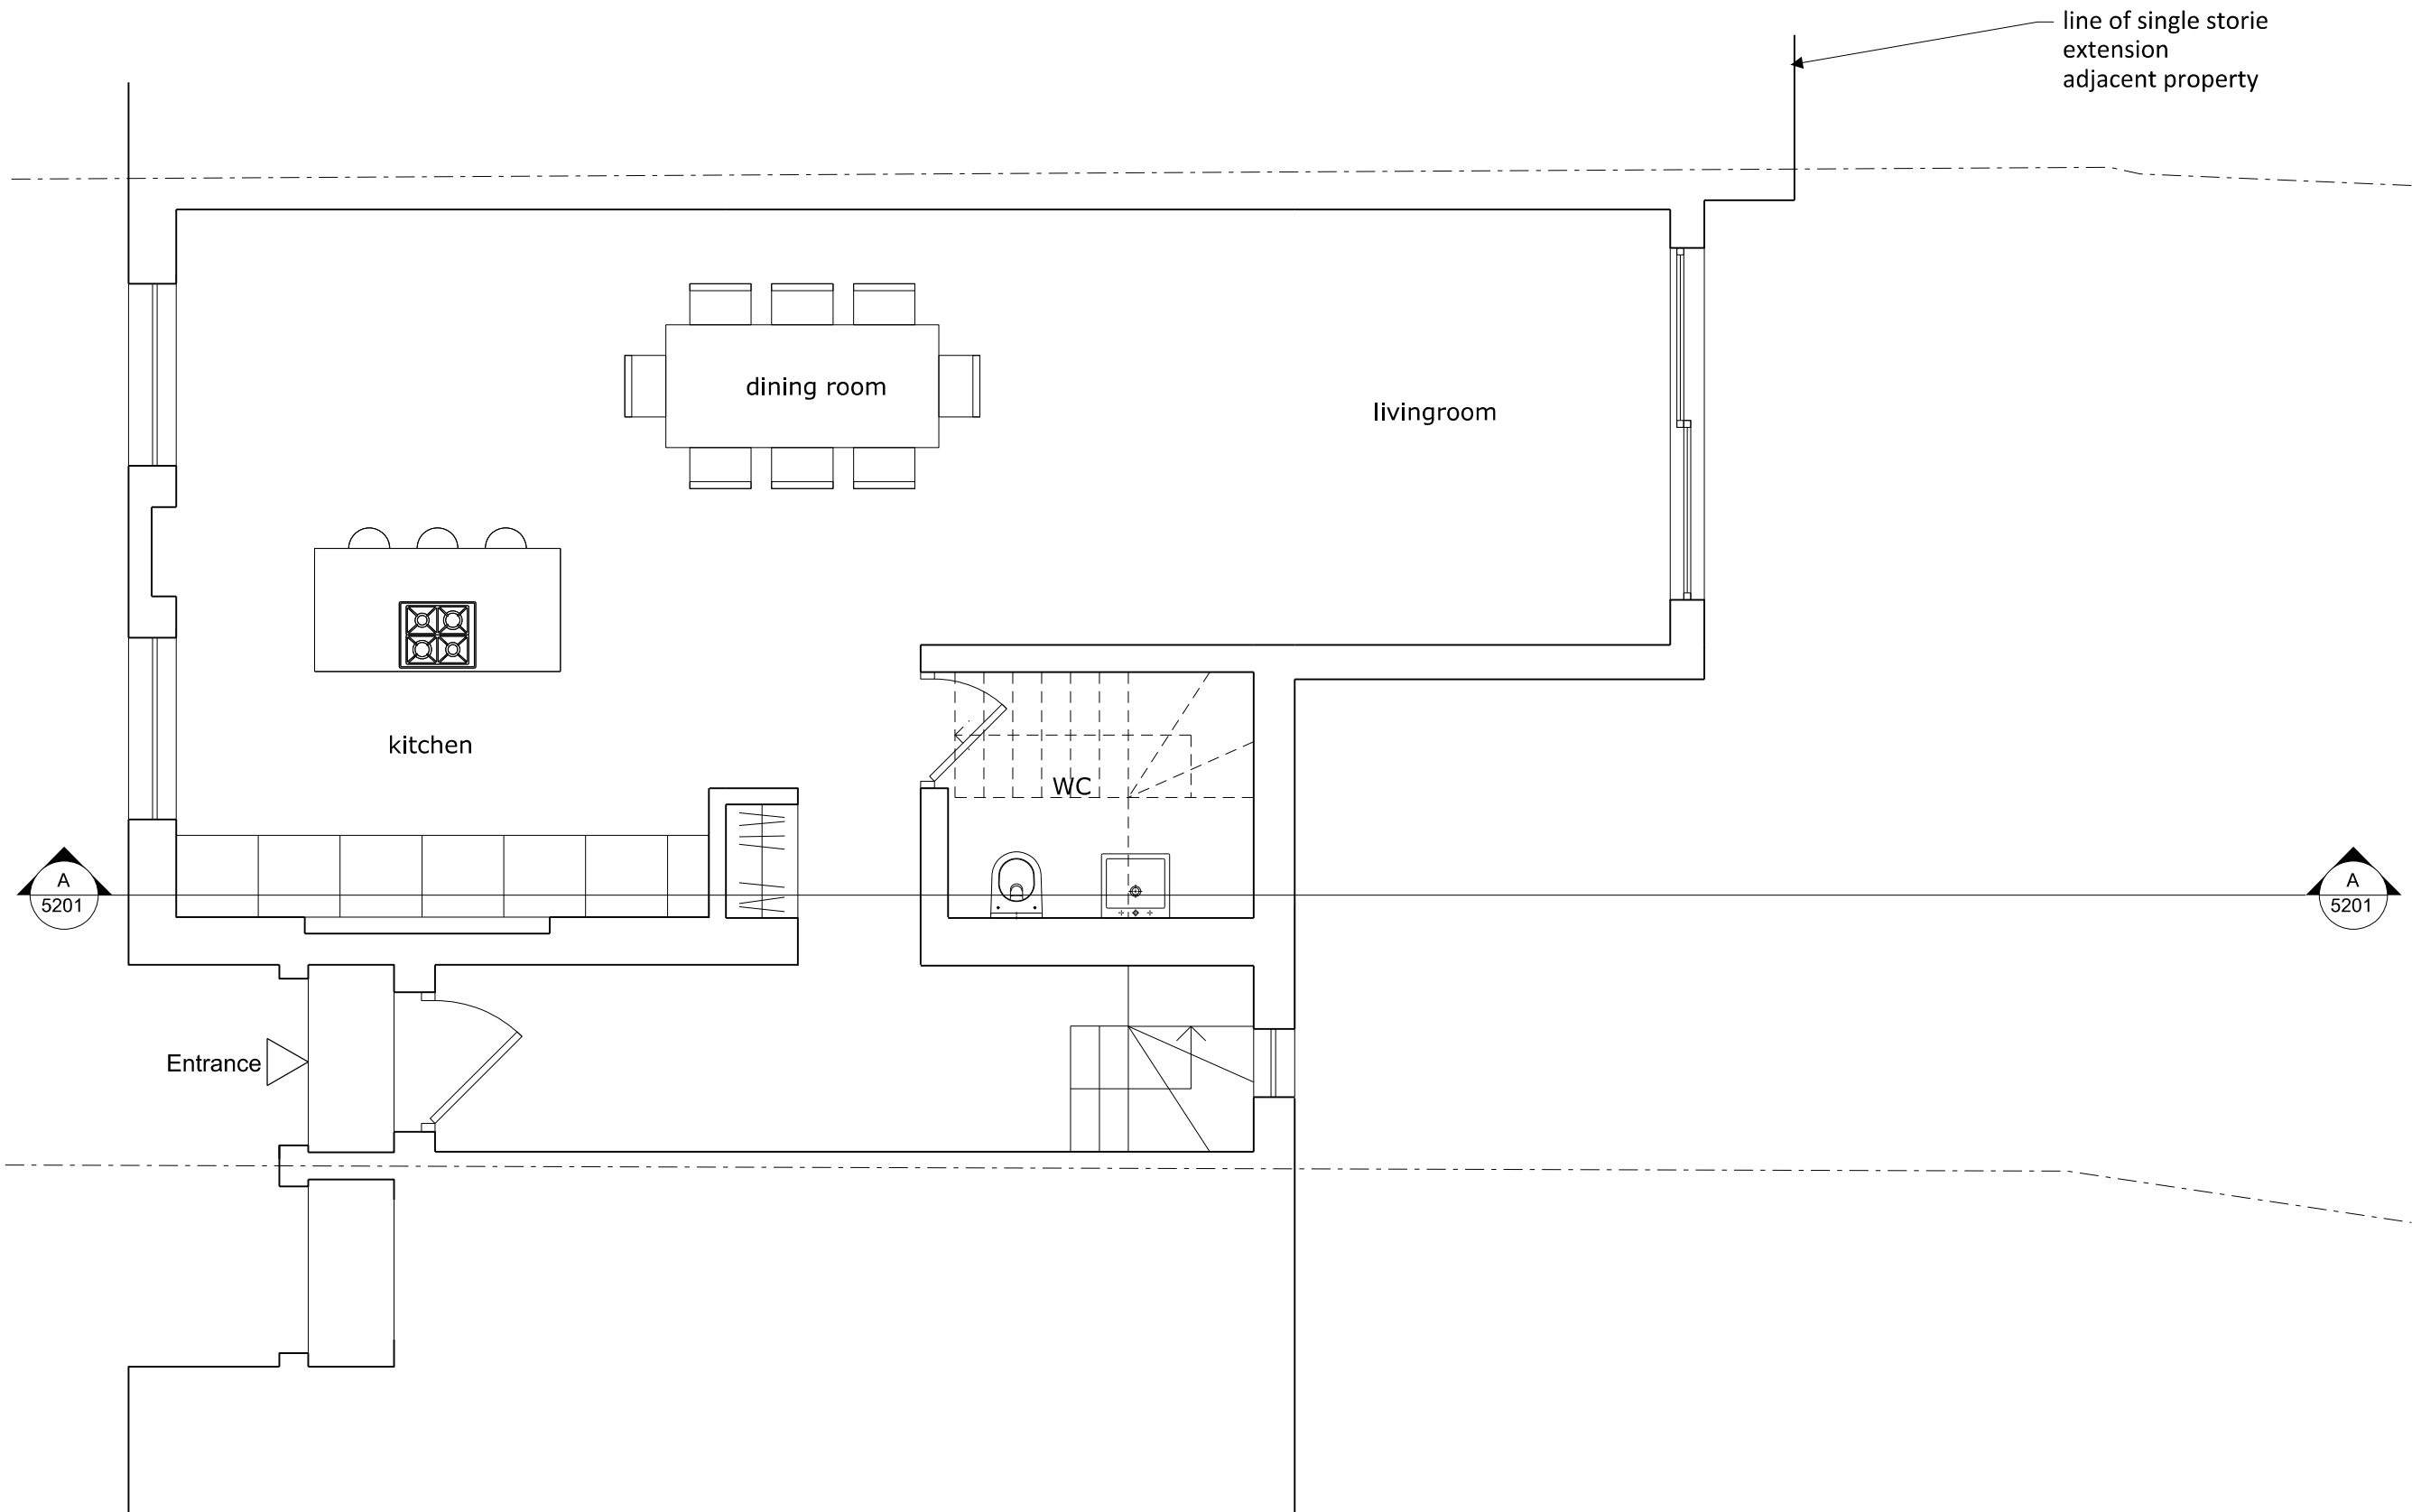 line of single storie
extension
adjacent property
dining room
livingroom
kitchen
WC
A
5201
A
5201
Entrance